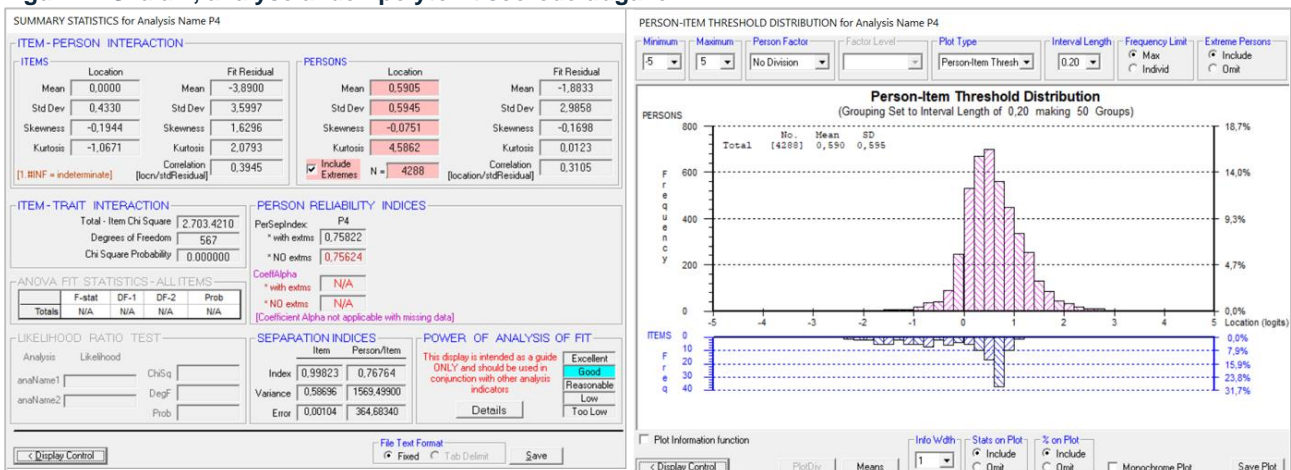 SUMMARY STATISTICS for Analysis Name P4
ITEM-PERSON INTERACTION
ITEMS
Location Fit Residual
Mean 0,0000 Mean -3,8900
Std Dev 0,4330 Std Dev 3,5997
Skewness -0,1944 Skewness 1,6296
Kurtosis -1,0671 Kurtosis 2,0793
[1.#INF = indeterminate] Correlation [locn/stdResidual] 0,3945
PERSONS
Location Fit Residual
Mean 0,5905 Mean -1,8833
Std Dev 0,5945 Std Dev 2,9858
Skewness -0,0751 Skewness -0,1698
Kurtosis 4,5862 Kurtosis 0,0123
Include Extremes N = 4288 Correlation [location/stdResidual] 0,3105
ITEM-TRAIT INTERACTION
Total - Item Chi Square 2.703.4210
Degrees of Freedom 567
Chi Square Probability 0.000000
PERSON RELIABILITY INDICES
PerSepIndex: P4
* with extms 0,75822
* NO extms 0,75624
CoeffAlpha
* with extms N/A
* NO extms N/A
[Coefficient Alpha not applicable with missing data]
ANOVA FIT STATISTICS - ALL ITEMS
F-stat DF-1 DF-2 Prob
Totals N/A N/A N/A N/A
LIKELIHOOD RATIO TEST
Analysis Likelihood
anaName1 ChiSq
anaName2 DegF
Prob
SEPARATION INDICES
Item Person/Item
Index 0,99823 0,76764
Variance 0,58696 1569,49900
Error 0,00104 364,68340
POWER OF ANALYSIS OF FIT
This display is intended as a guide
ONLY and should be used in
conjunction with other analysis
indicators
Details
Excellent
Good
Reasonable
Low
Too Low
< Display Control
File Text Format
Fixed Tab Delimit Save
PERSON-ITEM THRESHOLD DISTRIBUTION for Analysis Name P4
Minimum Maximum Person Factor Factor Level Plot Type Interval Length Frequency Limit Extreme Persons
-5 5 No Division Person-Item Thresh 0.20 Max Include
Individ Omit
Person-Item Threshold Distribution
(Grouping Set to Interval Length of 0,20 making 50 Groups)
PERSONS
No. Mean SD
Total [4288] 0,590 0,595
800 18,7%
600 14,0%
400 9,3%
200 4,7%
0 0,0%
Frequency
-5 -4 -3 -2 -1 0 1 2 3 4 5 Location (logits)
ITEMS 0 0,0%
10 7,9%
20 15,9%
30 23,8%
40 31,7%
Freq
Plot Information function
Info Wdth Stats on Plot % on Plot
1 Include Include
Omit Omit
< Display Control PlotDiv Means Monochrome Plot Save Plot